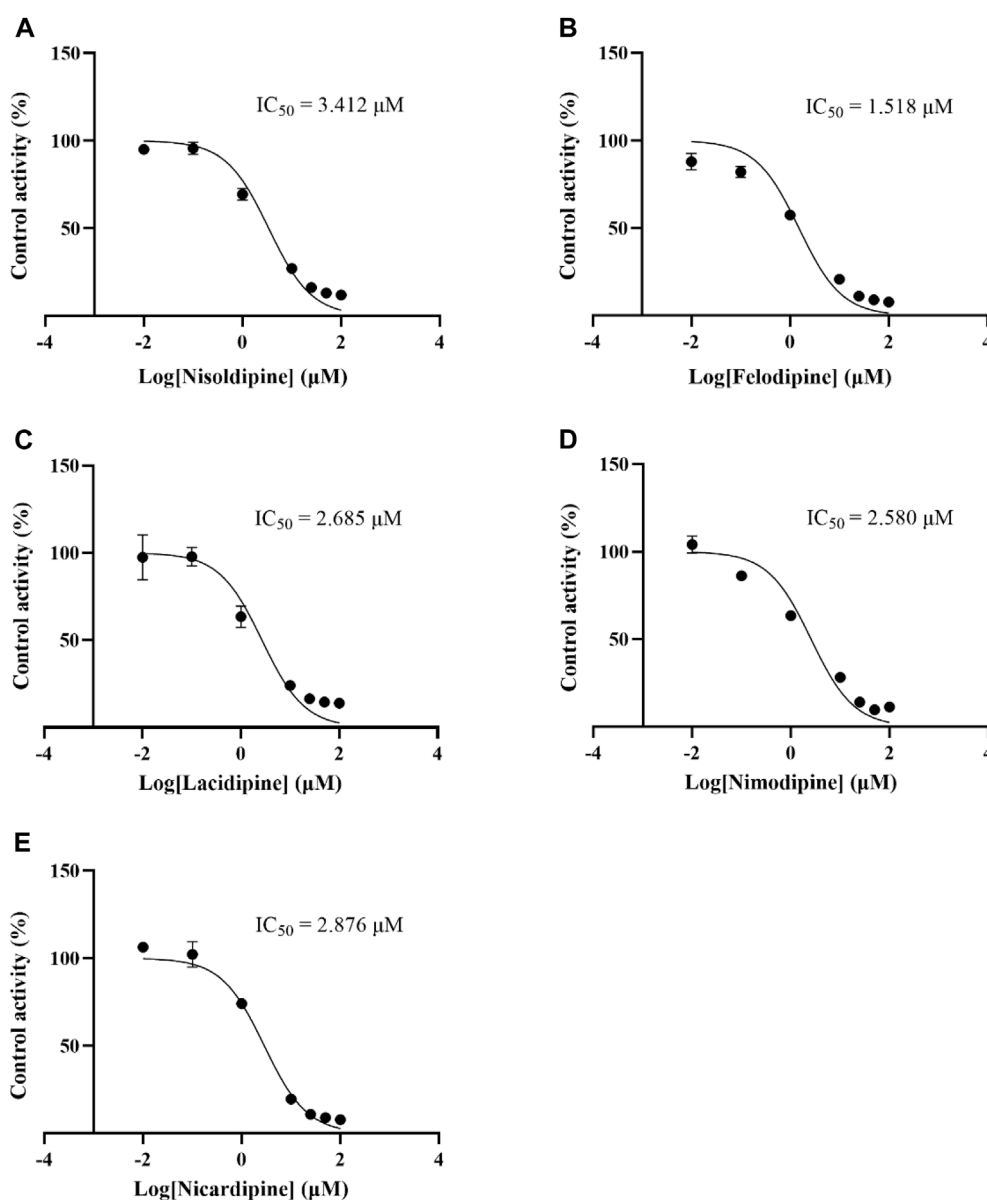 A
150
100
50
Control activity (%)
IC50 = 3.412 µM
-4
-2
0
2
4
Log[Nisoldipine] (µM)
B
150
100
50
Control activity (%)
IC50 = 1.518 µM
-4
-2
0
2
4
Log[Felodipine] (µM)
C
150
100
50
Control activity (%)
IC50 = 2.685 µM
-4
-2
0
2
4
Log[Lacidipine] (µM)
D
150
100
50
Control activity (%)
IC50 = 2.580 µM
-4
-2
0
2
4
Log[Nimodipine] (µM)
E
150
100
50
Control activity (%)
IC50 = 2.876 µM
-4
-2
0
2
4
Log[Nicardipine] (µM)